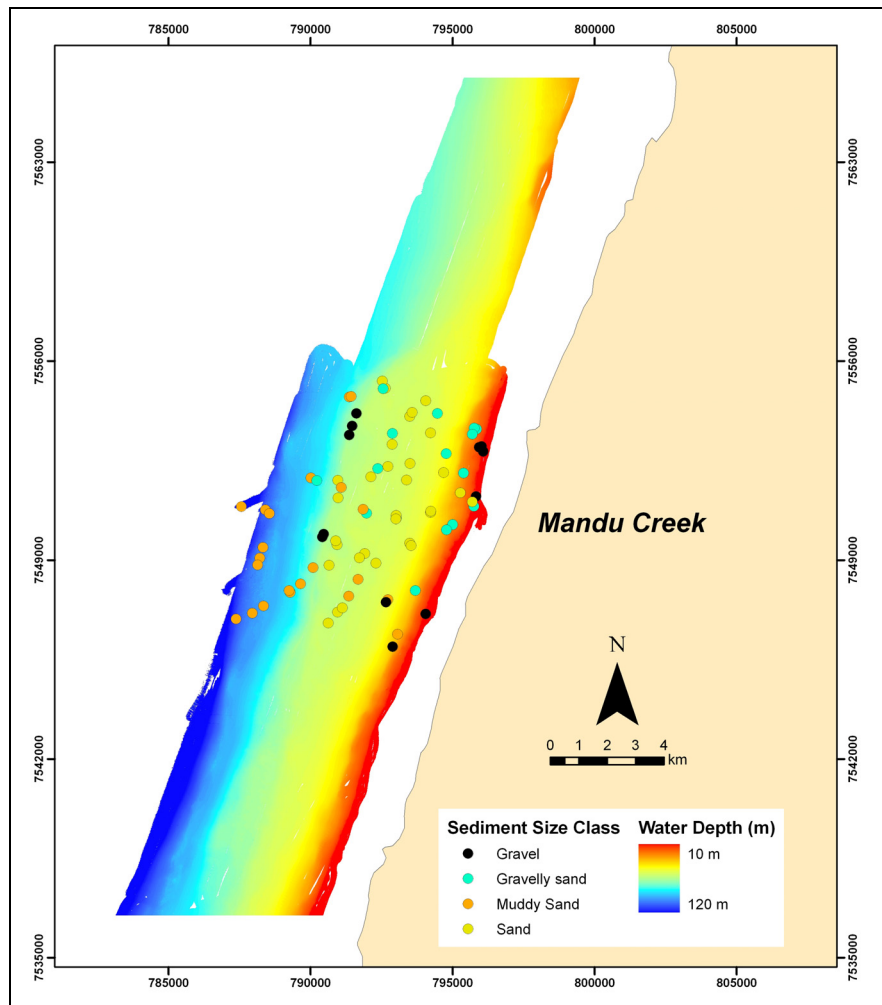 785000 790000 795000 800000 805000
7563000 7563000
7556000 7556000
Mandu Creek
7549000 7549000
N
0 1 2 3 4
km
7542000 7542000
Sediment Size Class Water Depth (m)
Gravel 10 m
Gravelly sand
Muddy Sand 120 m
Sand
7535000 7535000
785000 790000 795000 800000 805000